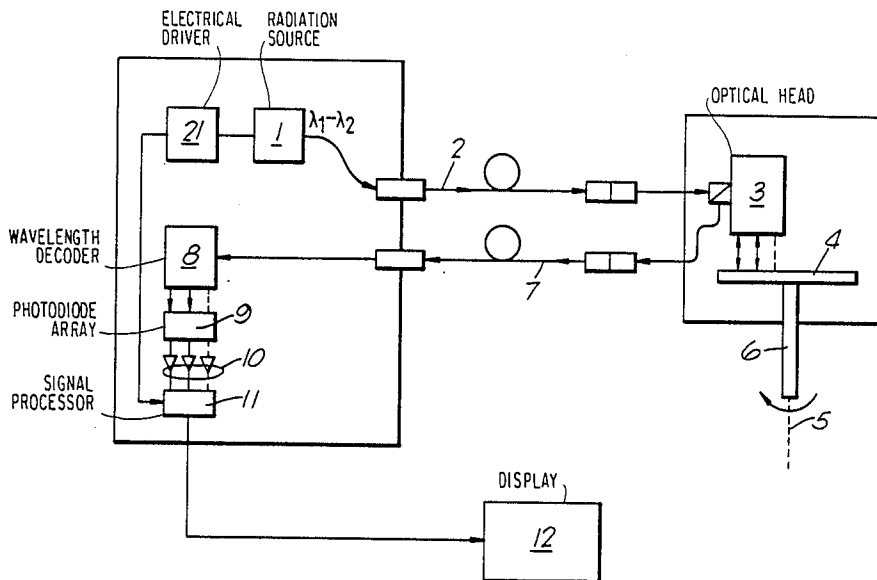 ELECTRICAL
DRIVER
RADIATION
SOURCE
21
1
λ1-λ2
2
OPTICAL HEAD
3
4
WAVELENGTH
DECODER
8
7
PHOTODIODE
ARRAY
9
6
10
SIGNAL
PROCESSOR
11
5
DISPLAY
12